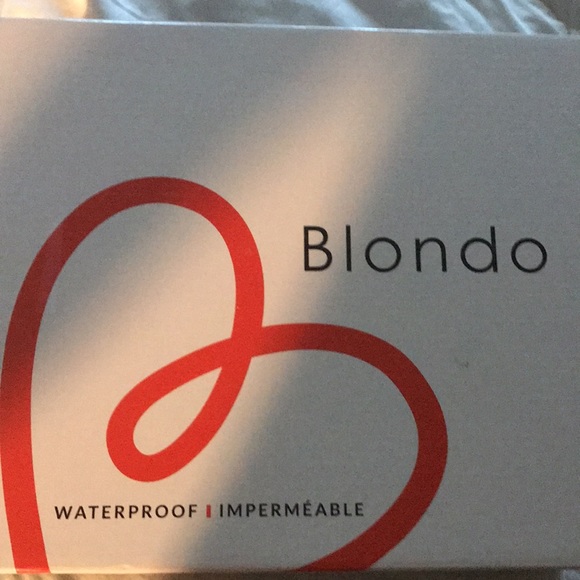 Blondo
WATERPROOF | IMPERMÉABLE